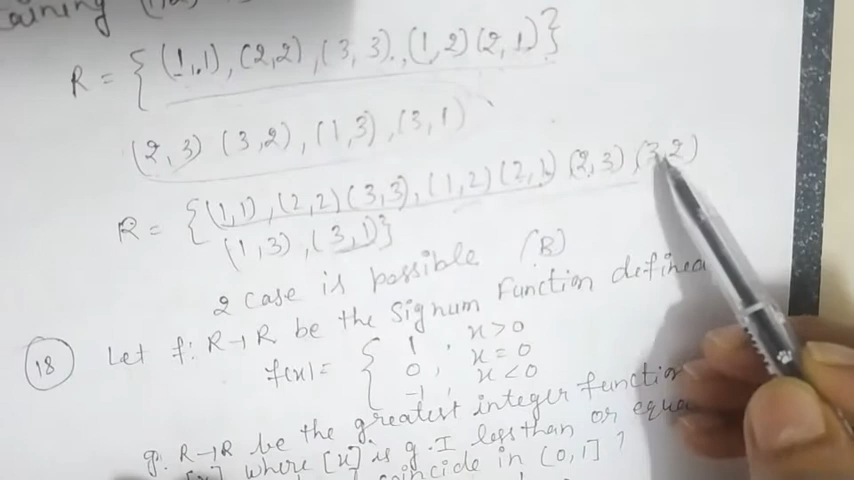 R = { (1,1), (2,2), (3,3), (1,2) (2,1) }
(2,3) (3,2), (1,3), (3,1)
R = { (1,1), (2,2) (3,3), (1,2) (2,1) (2,3), (3,2)
(1,3), (3,1) }
2 case is possible (B)
18 Let f: R→R be the Signum Function defined
f(x) = { 1, x>0
0, x=0
-1, x<0
g: R→R be the greatest integer function
[x] where [x] is g.I less than or equa
coincide in (0,1] ?